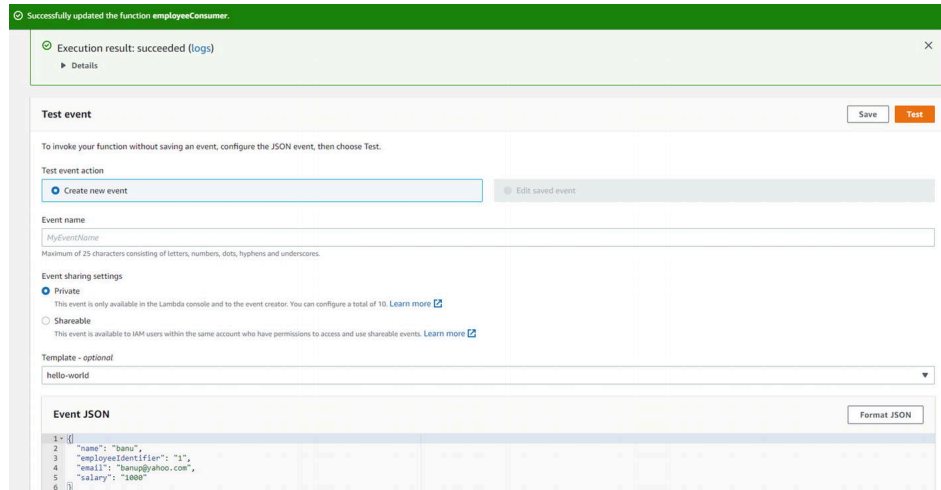 Successfully updated the function employeeConsumer.
Execution result: succeeded (logs)
Details
Test event
Save
Test
To invoke your function without saving an event, configure the JSON event, then choose Test.
Test event action
Create new event
Edit saved event
Event name
MyEventName
Maximum of 25 characters consisting of letters, numbers, dots, hyphens and underscores.
Event sharing settings
Private
This event is only available in the Lambda console and to the event creator. You can configure a total of 10. Learn more
Shareable
This event is available to IAM users within the same account who have permissions to access and use shareable events. Learn more
Template - optional
hello-world
Event JSON
Format JSON
1 {
2 "name": "banu",
3 "employeeIdentifier": "1",
4 "email": "banup@yahoo.com",
5 "salary": "1000"
6 }